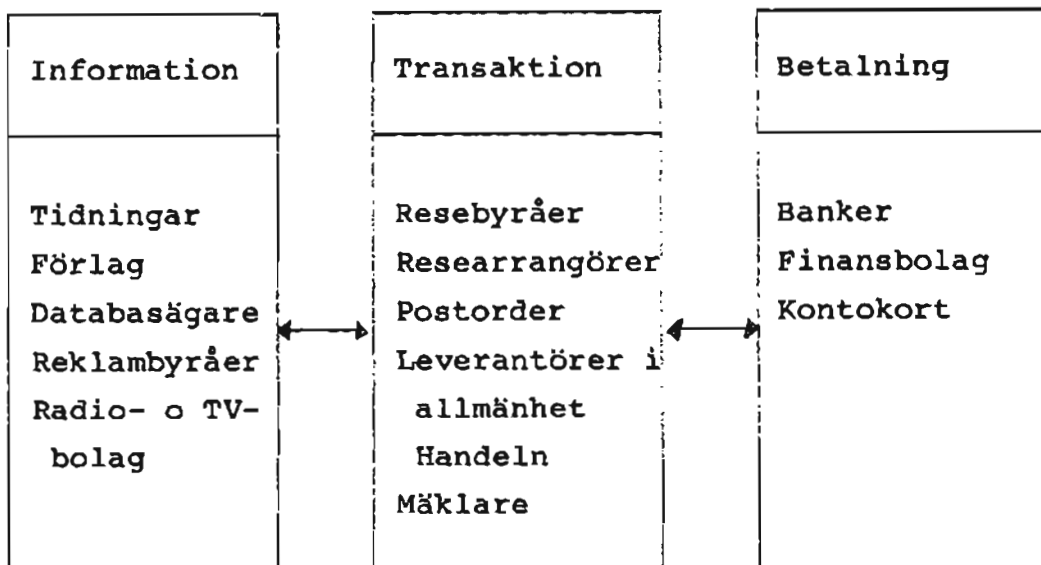 Information
Tidningar
Förlag
Databasägare
Reklambyråer
Radio- o TV-
bolag
Transaktion
Resebyråer
Researrangörer
Postorder
Leverantörer i
allmänhet
Handeln
Mäklare
Betalning
Banker
Finansbolag
Kontokort